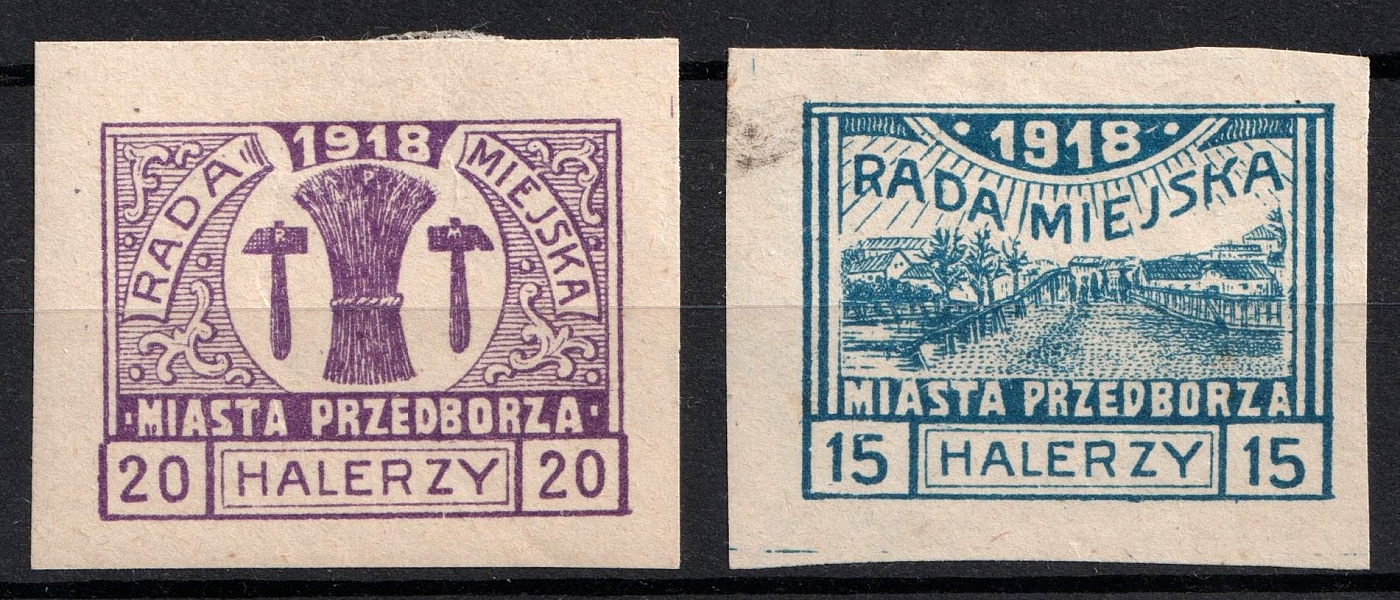 1918
RADA MIEJSKA
R M
·MIASTA PRZEDBORZA·
20 HALERZY 20
1918
RADA MIEJSKA
MIASTA PRZEDBORZA
15 HALERZY 15